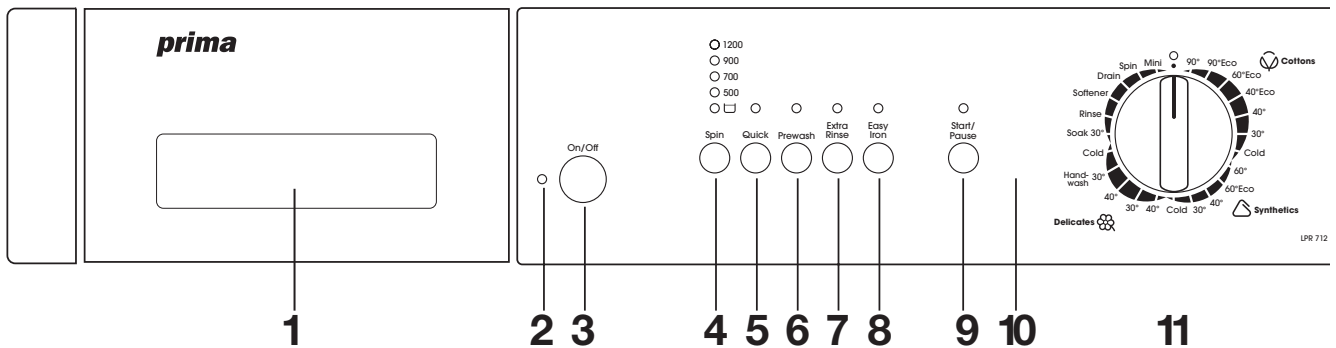 prima
1200
900
700
500
Spin
Quick
Prewash
Extra
Rinse
Easy
Iron
Start/
Pause
On/Off
Mini
Spin
Drain
Softener
Rinse
Soak 30°
Cold
Hand-
wash
30°
40°
30°
40°
Delicates
90°
90°Eco
60°Eco
40°Eco
40°
30°
Cold
Cottons
60°
60°Eco
40°
30°
Cold
Synthetics
LPR 712
1 2 3 4 5 6 7 8 9 10 11